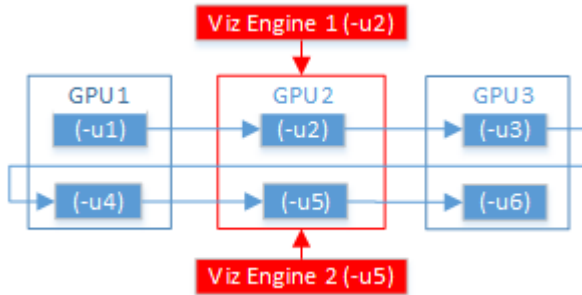 Viz Engine 1 (-u2)
GPU1 GPU2 GPU3
(-u1) (-u2) (-u3)
(-u4) (-u5) (-u6)
Viz Engine 2 (-u5)